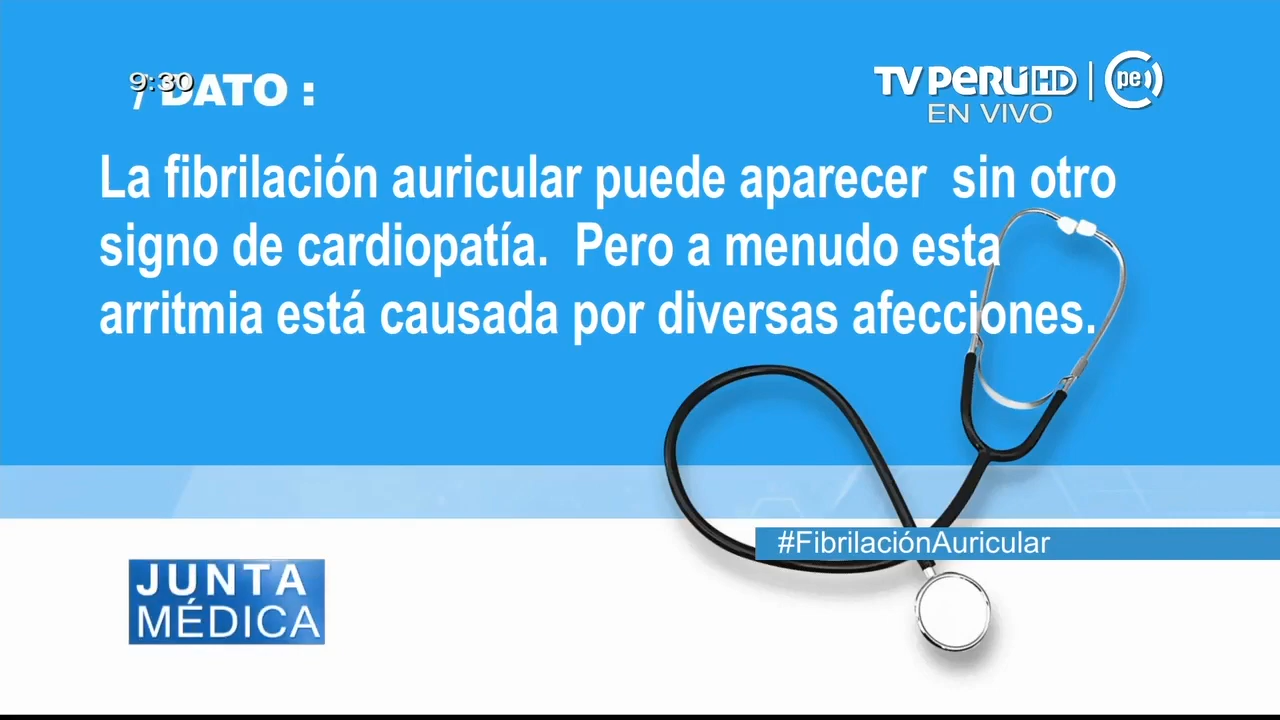 9:30
/ DATO :
TV PERÚ HD | pe
EN VIVO
La fibrilación auricular puede aparecer sin otro
signo de cardiopatía. Pero a menudo esta
arritmia está causada por diversas afecciones.
#FibrilaciónAuricular
JUNTA
MÉDICA